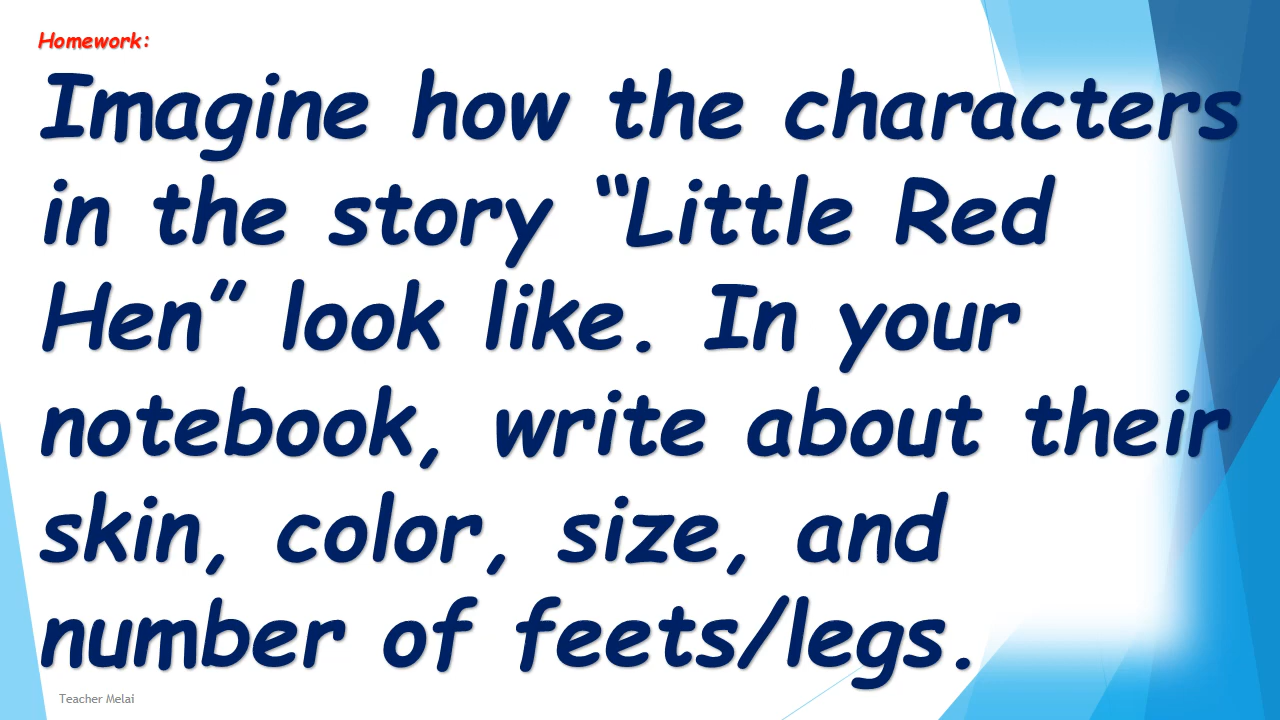 Homework:
Imagine how the characters
in the story “Little Red
Hen” look like. In your
notebook, write about their
skin, color, size, and
number of feets/legs.
Teacher Melai